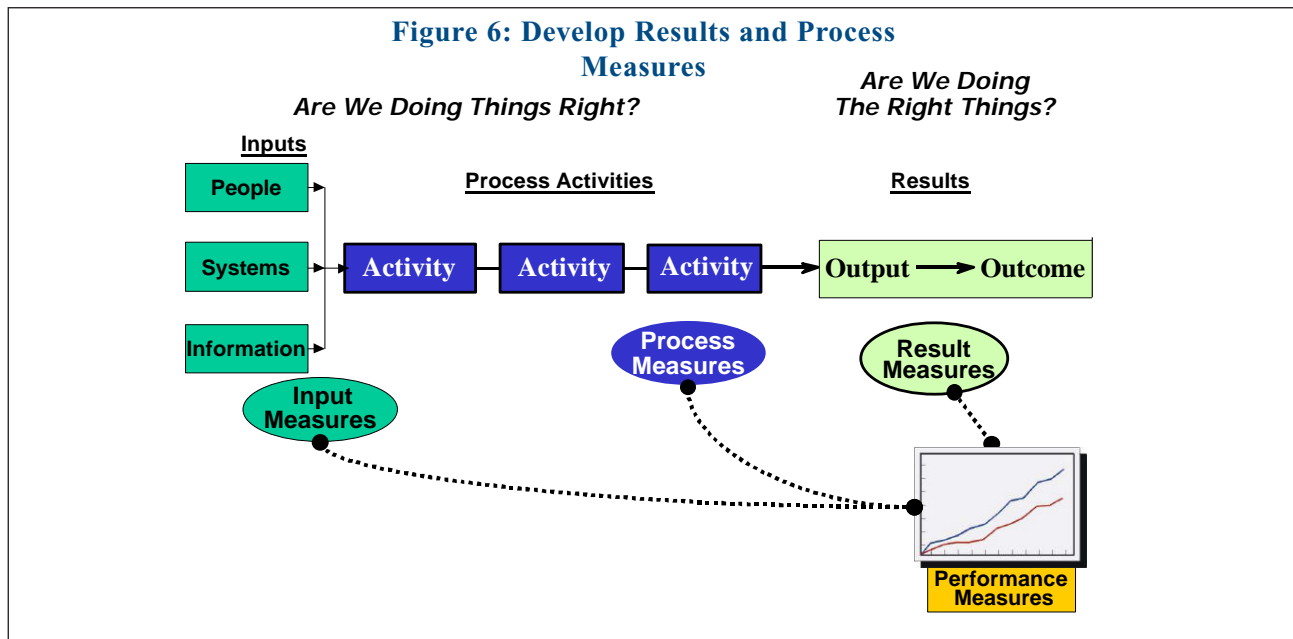 Figure 6: Develop Results and Process
Measures
Are We Doing Things Right?
Are We Doing
The Right Things?
Inputs
People
Systems
Information
Process Activities
Results
Activity
Activity
Activity
Output
Outcome
Input
Measures
Process
Measures
Result
Measures
Performance
Measures